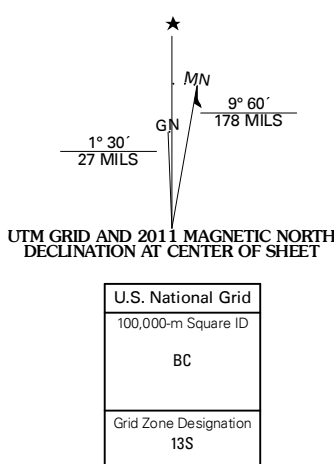 MN
GN
9° 60´
178 MILS
1° 30´
27 MILS
UTM GRID AND 2011 MAGNETIC NORTH
DECLINATION AT CENTER OF SHEET
U.S. National Grid
100,000-m Square ID
BC
Grid Zone Designation
13S